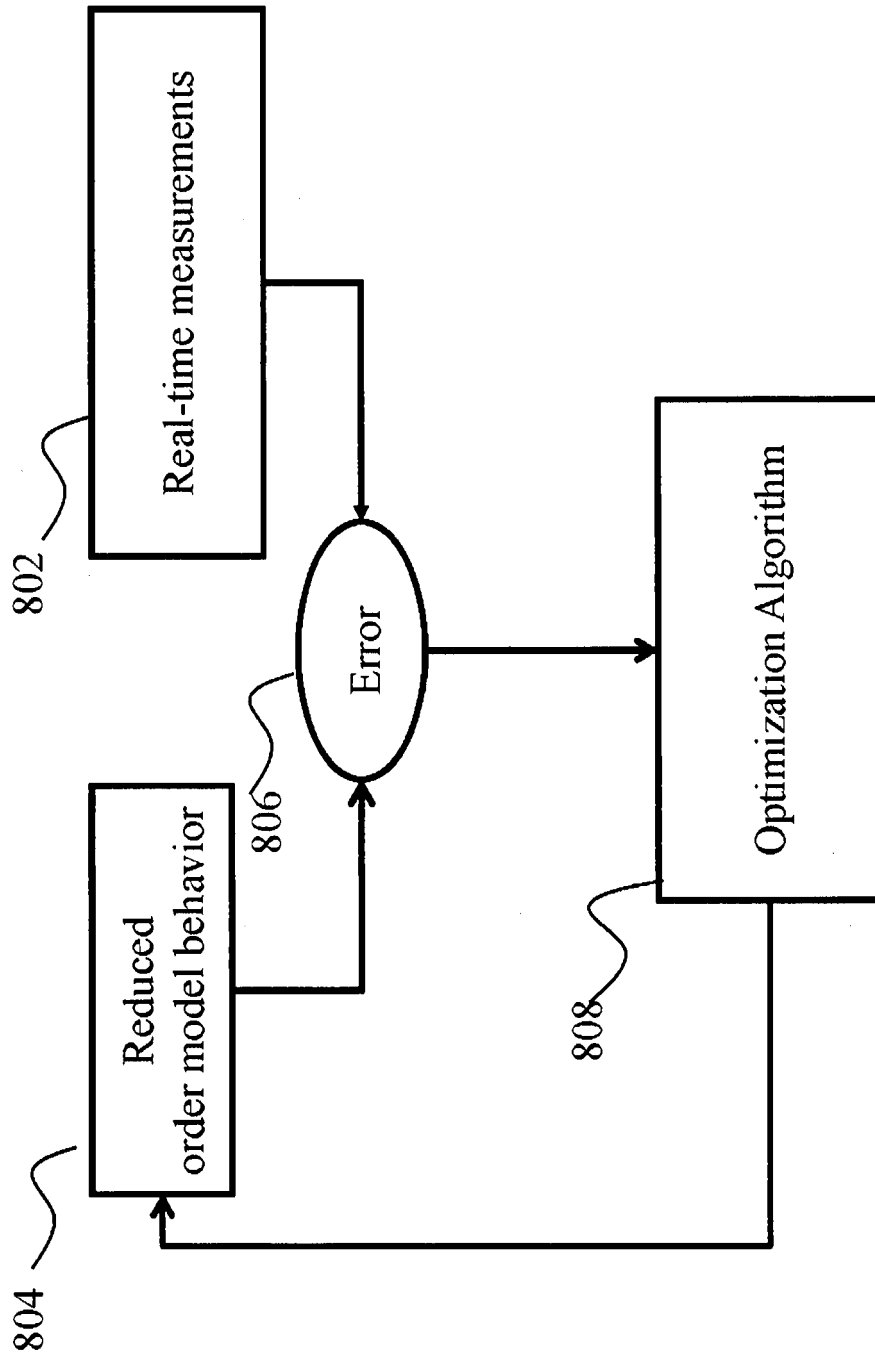 804
Reduced
order model behavior
802
Real-time measurements
806
Error
808
Optimization Algorithm